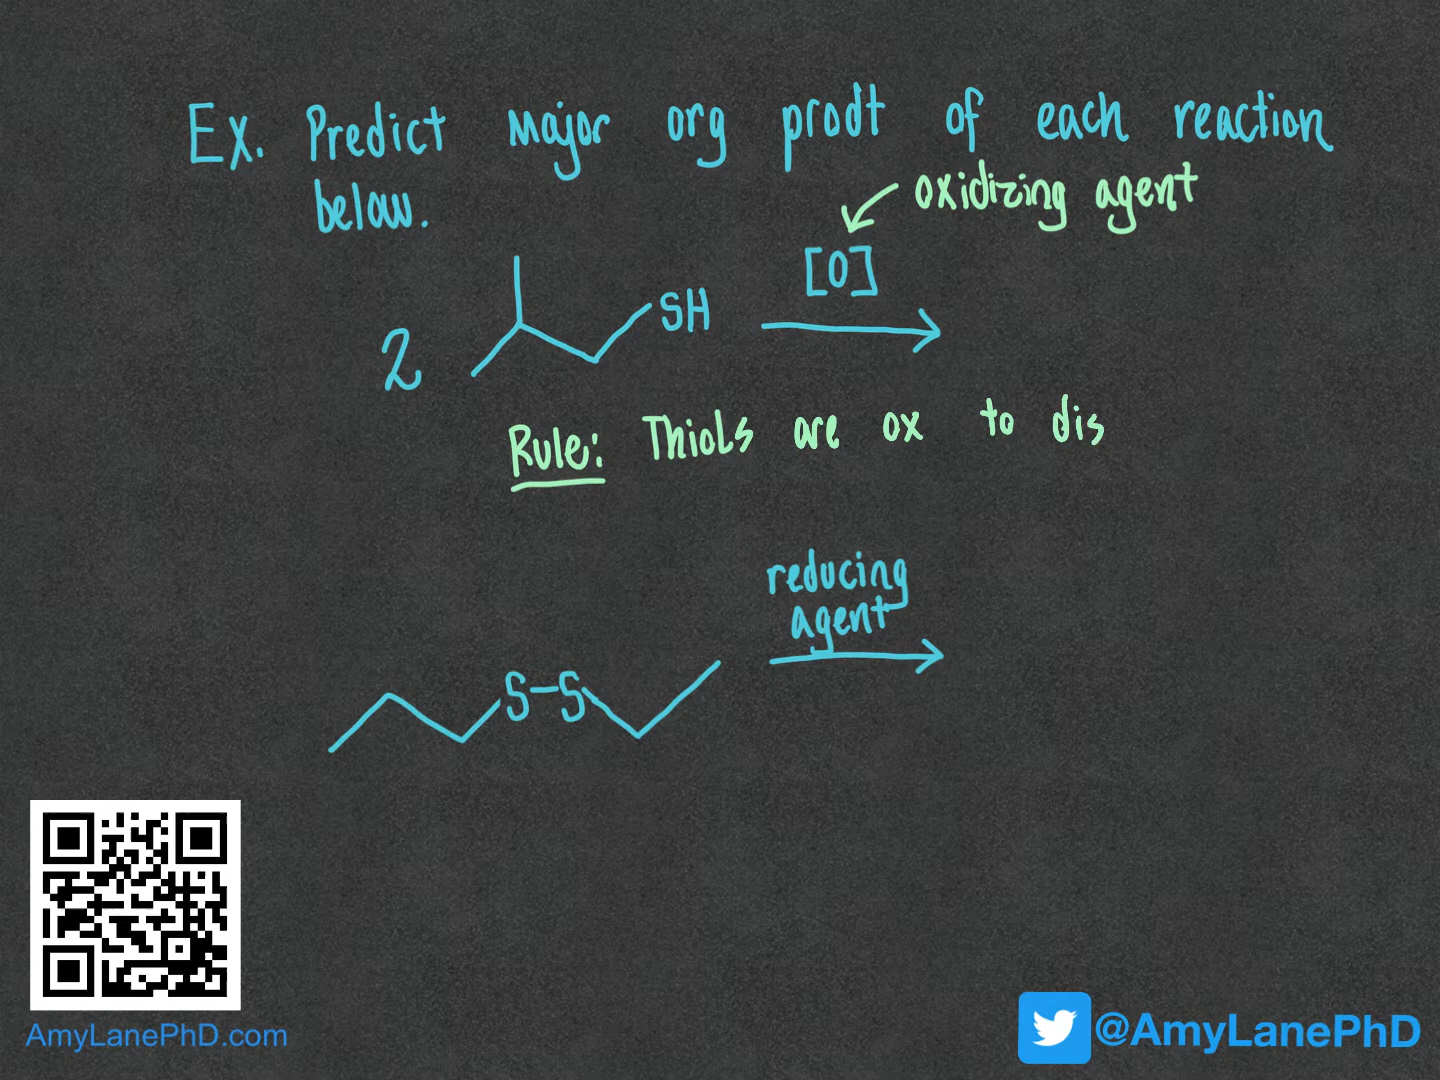 Ex. Predict major org prodt of each reaction
below.
oxidizing agent
[O]
2
SH
Rule: Thiols are ox to dis
reducing
agent
S-S
AmyLanePhD.com
@AmyLanePhD